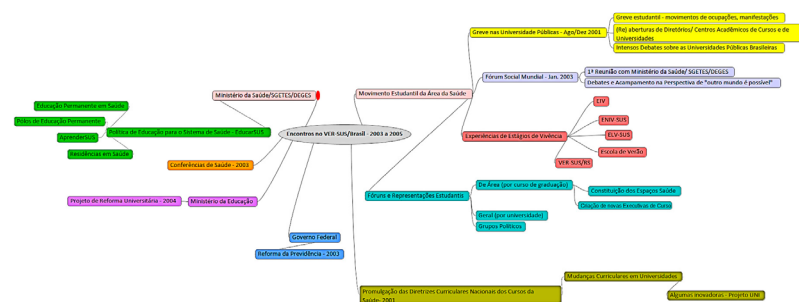 Greve estudantil - movimentos de ocupações, manifestações
Greve nas Universidade Públicas - Ago/Dez 2001
(Re) aberturas de Diretórios/ Centros Acadêmicos de Cursos e de
Universidades
Intensos Debates sobre as Universidades Públicas Brasileiras
Fórum Social Mundial - Jan. 2003
1ª Reunião com Ministério da Saúde/ SGETES/DEGES
Debates e Acampamento na Perspectiva de "outro mundo é possível"
Ministério da Saúde/SGETES/DEGES
Movimento Estudantil da Área da Saúde
CIV
ENIV-SUS
ELV-SUS
Escola de Verão
VER-SUS/RS
Experiências de Estágios de Vivência
Educação Permanente em Saúde
Pólos de Educação Permanente
AprenderSUS
Residências em Saúde
Política de Educação para o Sistema de Saúde - EducarSUS
Encontros no VER-SUS/Brasil - 2003 a 2005
Conferências de Saúde - 2003
Projeto de Reforma Universitária - 2004
Ministério da Educação
Fóruns e Representações Estudantis
De Área (por curso de graduação)
Constituição dos Espaços Saúde
Criação de novas Executivas de Curso
Geral (por universidade)
Grupos Políticos
Governo Federal
Reforma da Previdência - 2003
Promulgação das Diretrizes Curriculares Nacionais dos Cursos da
Saúde, 2001
Mudanças Curriculares em Universidades
Algumas inovadoras - Projeto UNI